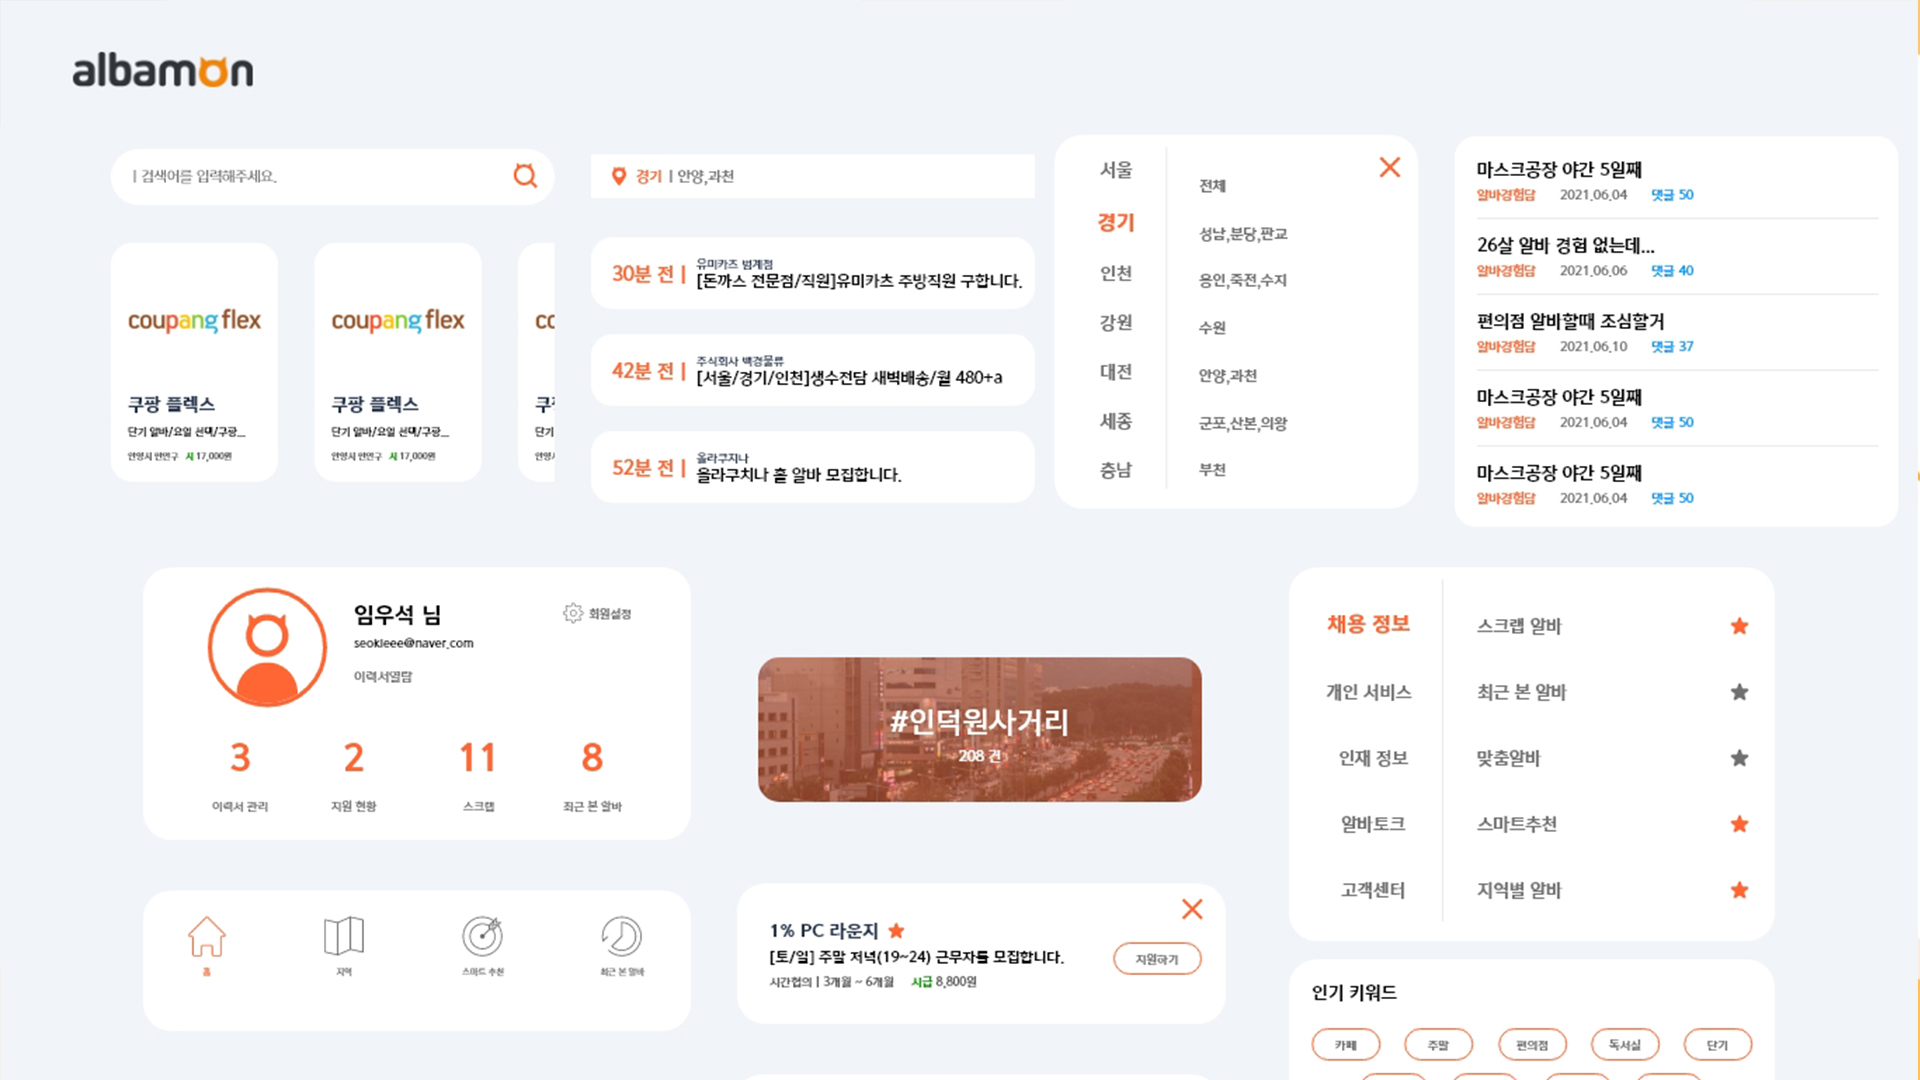 albamon
| 검색어를 입력해주세요.
coupang flex
쿠팡 플렉스
단기 알바/요일 선택/쿠팡...
안양시 만안구 시 17,000원
coupang flex
쿠팡 플렉스
단기 알바/요일 선택/쿠팡...
안양시 만안구 시 17,000원
경기 | 안양,과천
30분 전 | 유미카츠 범계점
[돈까스 전문점/직원]유미카츠 주방직원 구합니다.
42분 전 | 주식회사 백경물류
[서울/경기/인천]생수전담 새벽배송/월 480+a
52분 전 | 올라구치나
올라구치나 홀 알바 모집합니다.
서울
경기
인천
강원
대전
세종
충남
전체
성남,분당,판교
용인,죽전,수지
수원
안양,과천
군포,산본,의왕
부천
마스크공장 야간 5일째
알바경험담 2021.06.04 댓글 50
26살 알바 경험 없는데...
알바경험담 2021.06.06 댓글 40
편의점 알바할때 조심할거
알바경험담 2021.06.10 댓글 37
마스크공장 야간 5일째
알바경험담 2021.06.04 댓글 50
마스크공장 야간 5일째
알바경험담 2021.06.04 댓글 50
임우석 님
회원설정
seokleee@naver.com
이력서열람
3 2 11 8
이력서 관리 지원 현황 스크랩 최근 본 알바
홈 지역 스마트 추천 최근 본 알바
#인덕원사거리
208 건
1% PC 라운지
[토/일] 주말 저녁(19~24) 근무자를 모집합니다.
시간협의 | 3개월 ~ 6개월 시급 8,800원
지원하기
채용 정보
개인 서비스
인재 정보
알바토크
고객센터
스크랩 알바
최근 본 알바
맞춤알바
스마트추천
지역별 알바
인기 키워드
카페 주말 편의점 독서실 단기